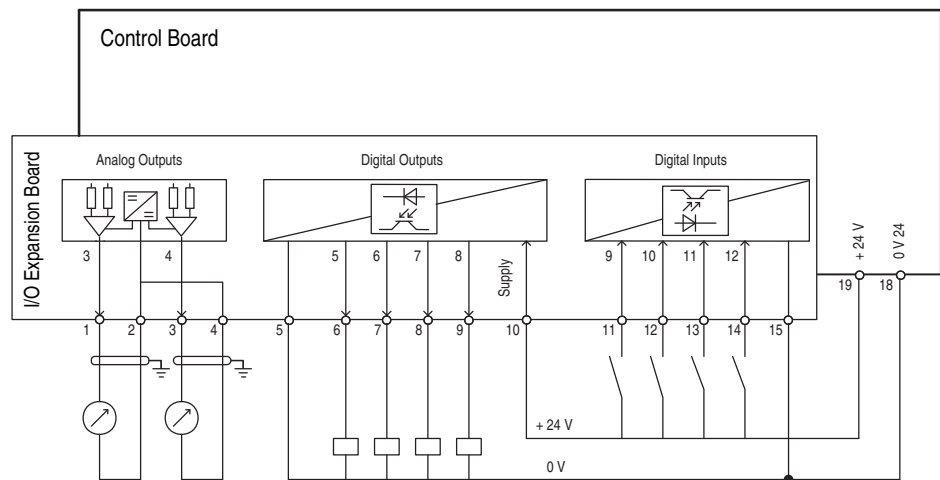 Control Board
I/O Expansion Board
Analog Outputs
Digital Outputs
Digital Inputs
3 4 5 6 7 8 Supply 9 10 11 12
+ 24 V
0 V 24
19 18
1 2 3 4 5 6 7 8 9 10 11 12 13 14 15
+ 24 V
0 V